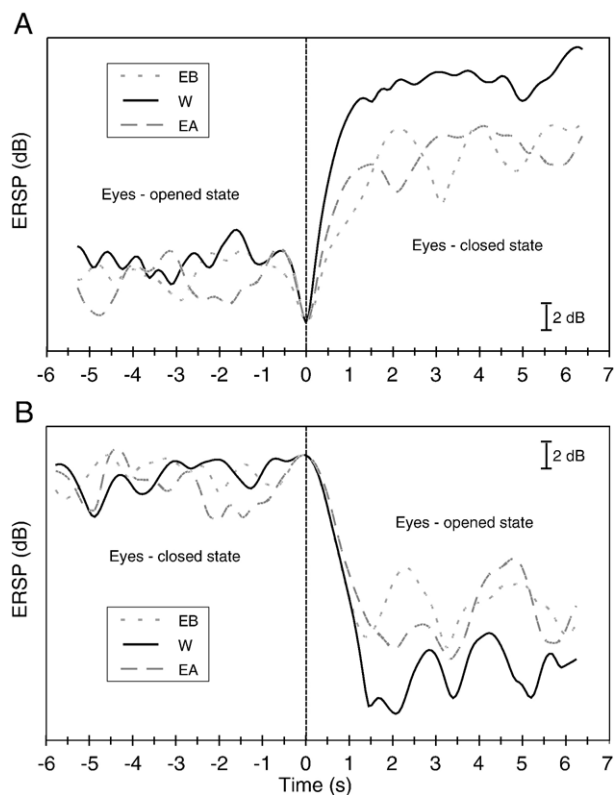 A
EB
W
EA
ERSP (dB)
Eyes - opened state
Eyes - closed state
2 dB
-6 -5 -4 -3 -2 -1 0 1 2 3 4 5 6 7
B
2 dB
ERSP (dB)
Eyes - opened state
Eyes - closed state
EB
W
EA
-6 -5 -4 -3 -2 -1 0 1 2 3 4 5 6 7
Time (s)